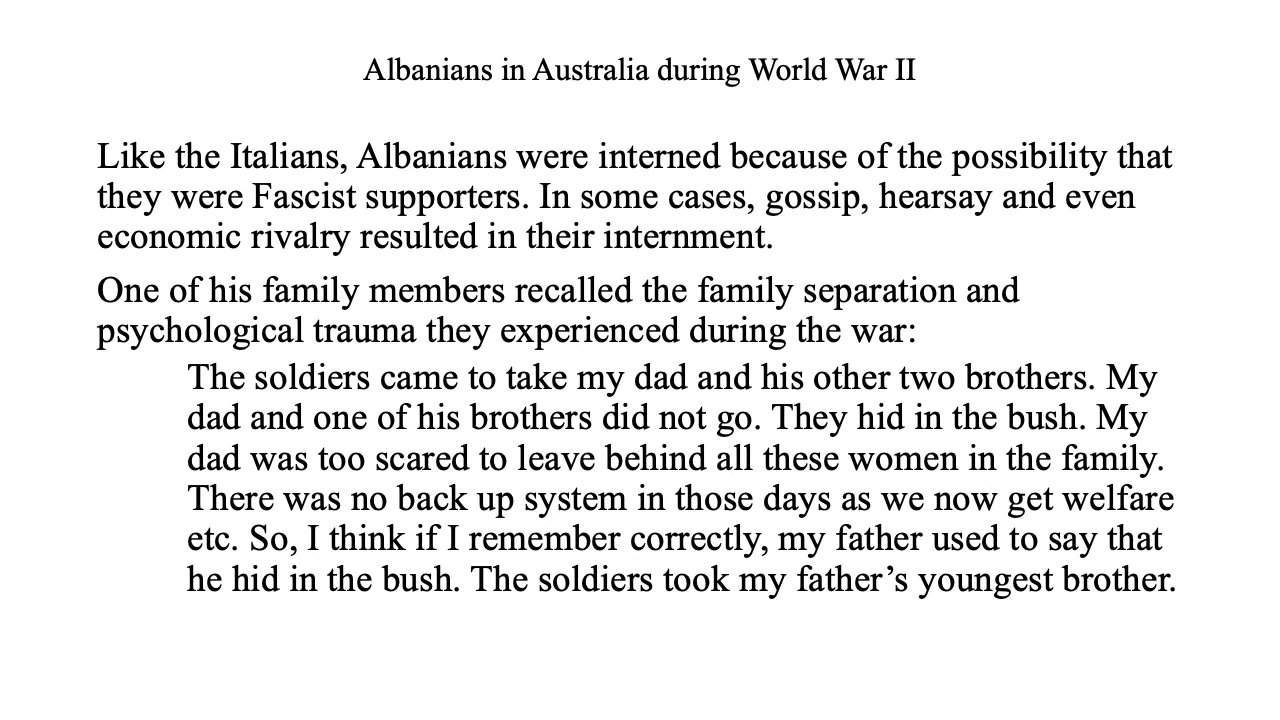 Albanians in Australia during World War II
Like the Italians, Albanians were interned because of the possibility that
they were Fascist supporters. In some cases, gossip, hearsay and even
economic rivalry resulted in their internment.
One of his family members recalled the family separation and
psychological trauma they experienced during the war:
The soldiers came to take my dad and his other two brothers. My
dad and one of his brothers did not go. They hid in the bush. My
dad was too scared to leave behind all these women in the family.
There was no back up system in those days as we now get welfare
etc. So, I think if I remember correctly, my father used to say that
he hid in the bush. The soldiers took my father’s youngest brother.